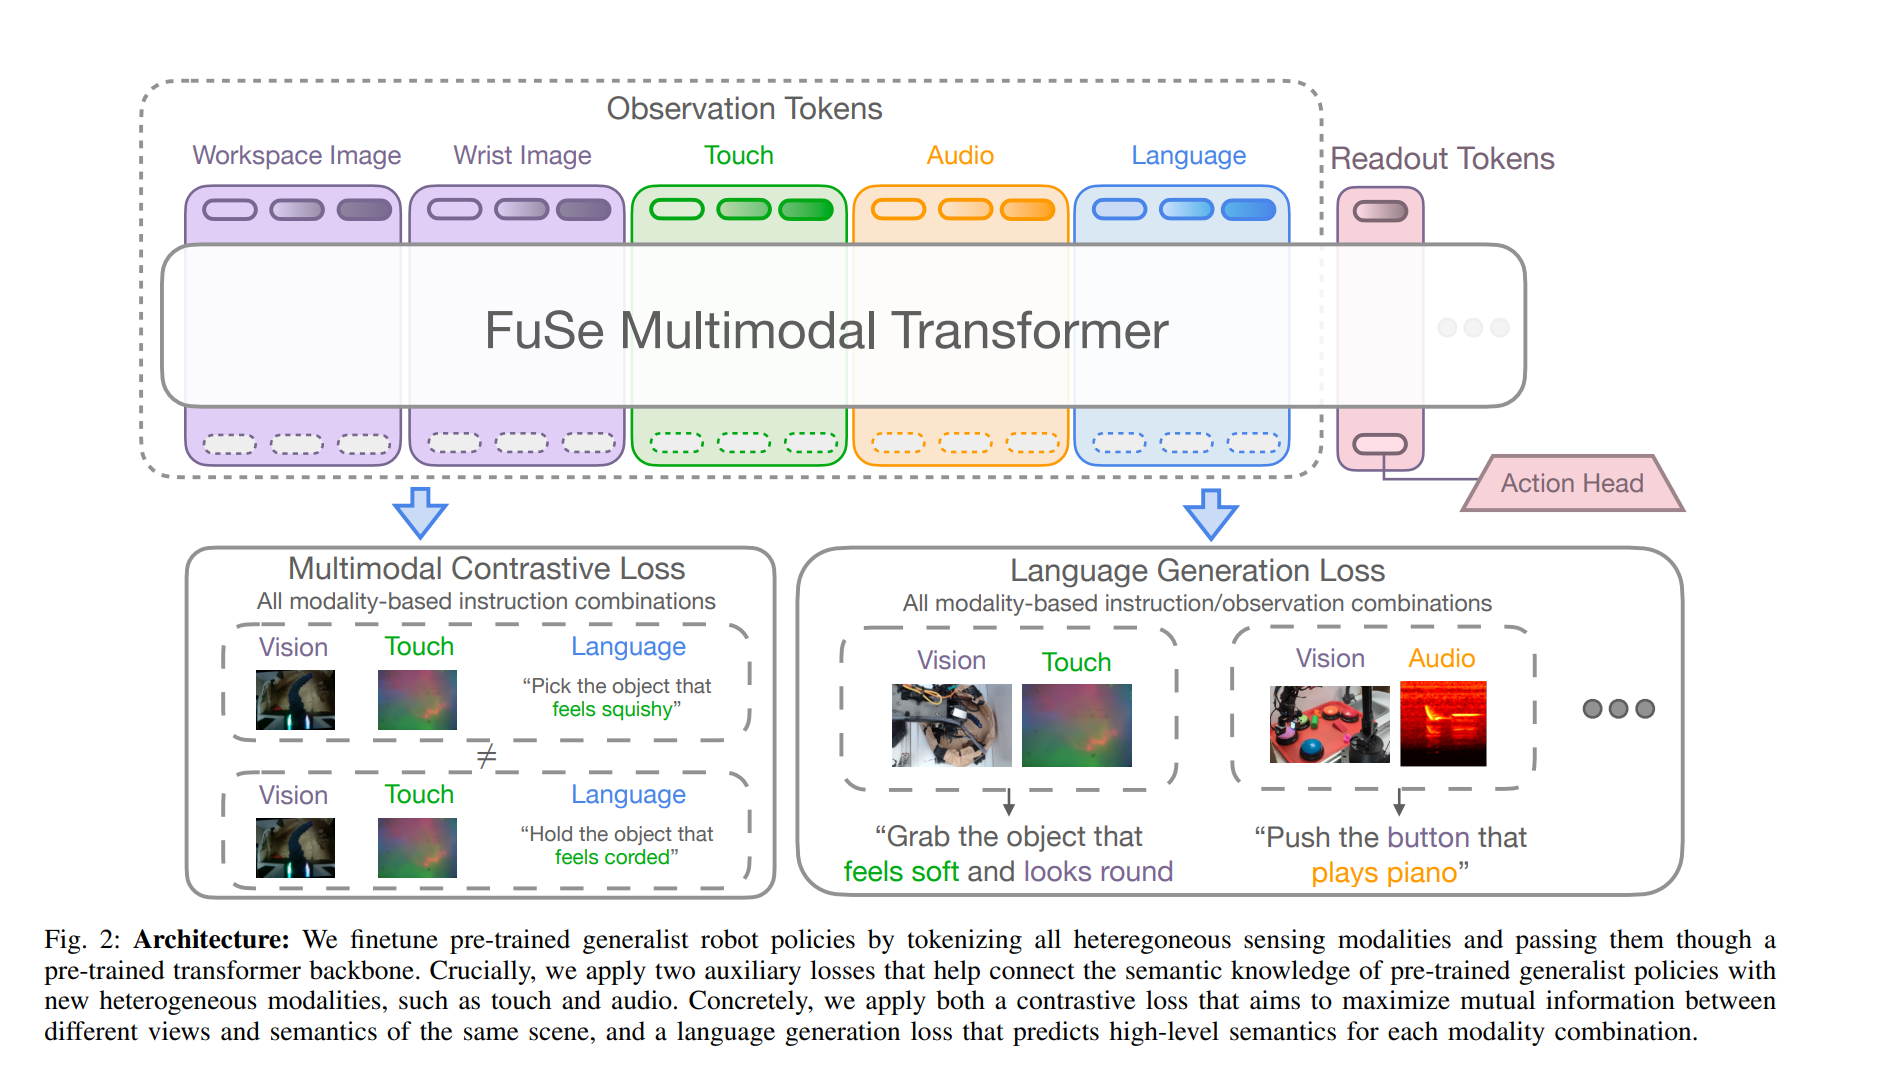 Observation Tokens
Workspace Image
Wrist Image
Touch
Audio
Language
Readout Tokens
FuSe Multimodal Transformer
Action Head
Multimodal Contrastive Loss
All modality-based instruction combinations
Vision
Touch
Language
“Pick the object that
feels squishy”
≠
Vision
Touch
Language
“Hold the object that
feels corded”
Language Generation Loss
All modality-based instruction/observation combinations
Vision
Touch
“Grab the object that
feels soft and looks round
Vision
Audio
“Push the button that
plays piano”
Fig. 2: Architecture: We finetune pre-trained generalist robot policies by tokenizing all heteregoneous sensing modalities and passing them though a
pre-trained transformer backbone. Crucially, we apply two auxiliary losses that help connect the semantic knowledge of pre-trained generalist policies with
new heterogeneous modalities, such as touch and audio. Concretely, we apply both a contrastive loss that aims to maximize mutual information between
different views and semantics of the same scene, and a language generation loss that predicts high-level semantics for each modality combination.